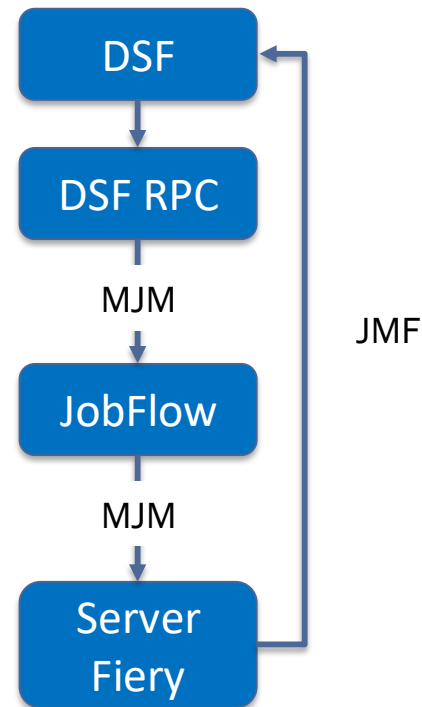 DSF
DSF RPC
MJM
JMF
JobFlow
MJM
Server
Fiery